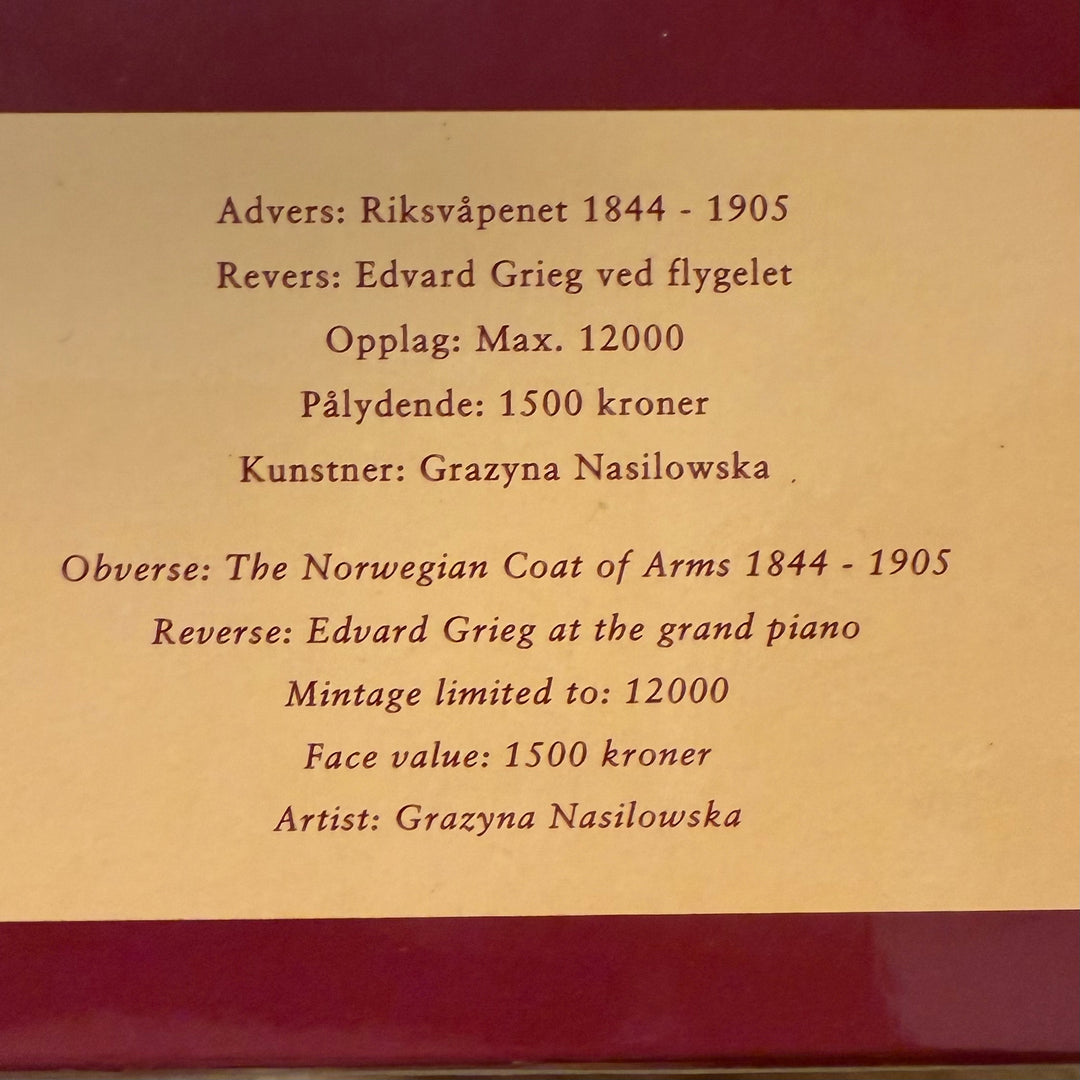 Advers: Riksvåpenet 1844 - 1905
Revers: Edvard Grieg ved flygelet
Opplag: Max. 12000
Pålydende: 1500 kroner
Kunstner: Grazyna Nasilowska
Obverse: The Norwegian Coat of Arms 1844 - 1905
Reverse: Edvard Grieg at the grand piano
Mintage limited to: 12000
Face value: 1500 kroner
Artist: Grazyna Nasilowska